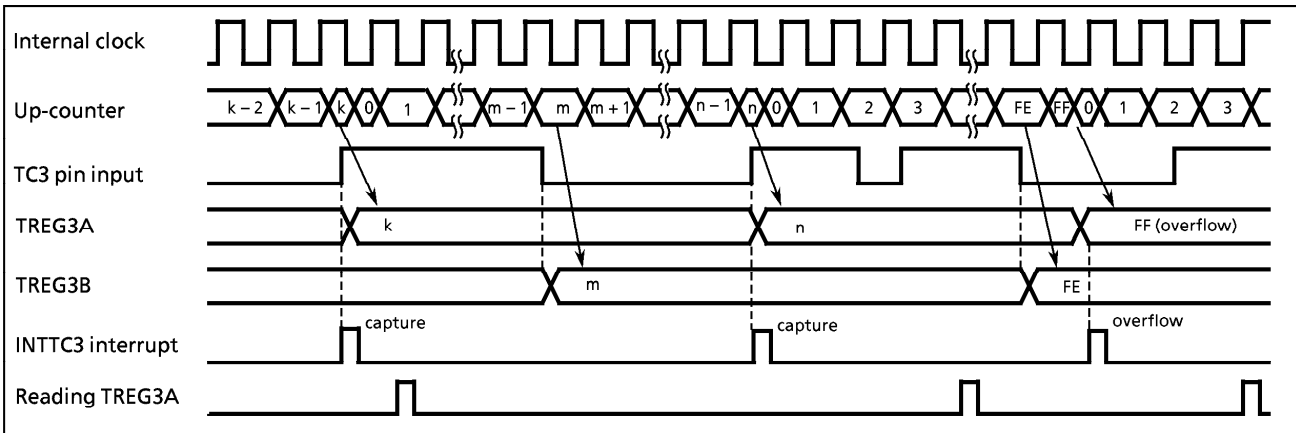 Internal clock
Up-counter k – 2 k – 1 k 0 1 m – 1 m m + 1 n – 1 n 0 1 2 3 FE FF 0 1 2 3
TC3 pin input
TREG3A k n FF (overflow)
TREG3B m FE
capture capture overflow
INTTC3 interrupt
Reading TREG3A